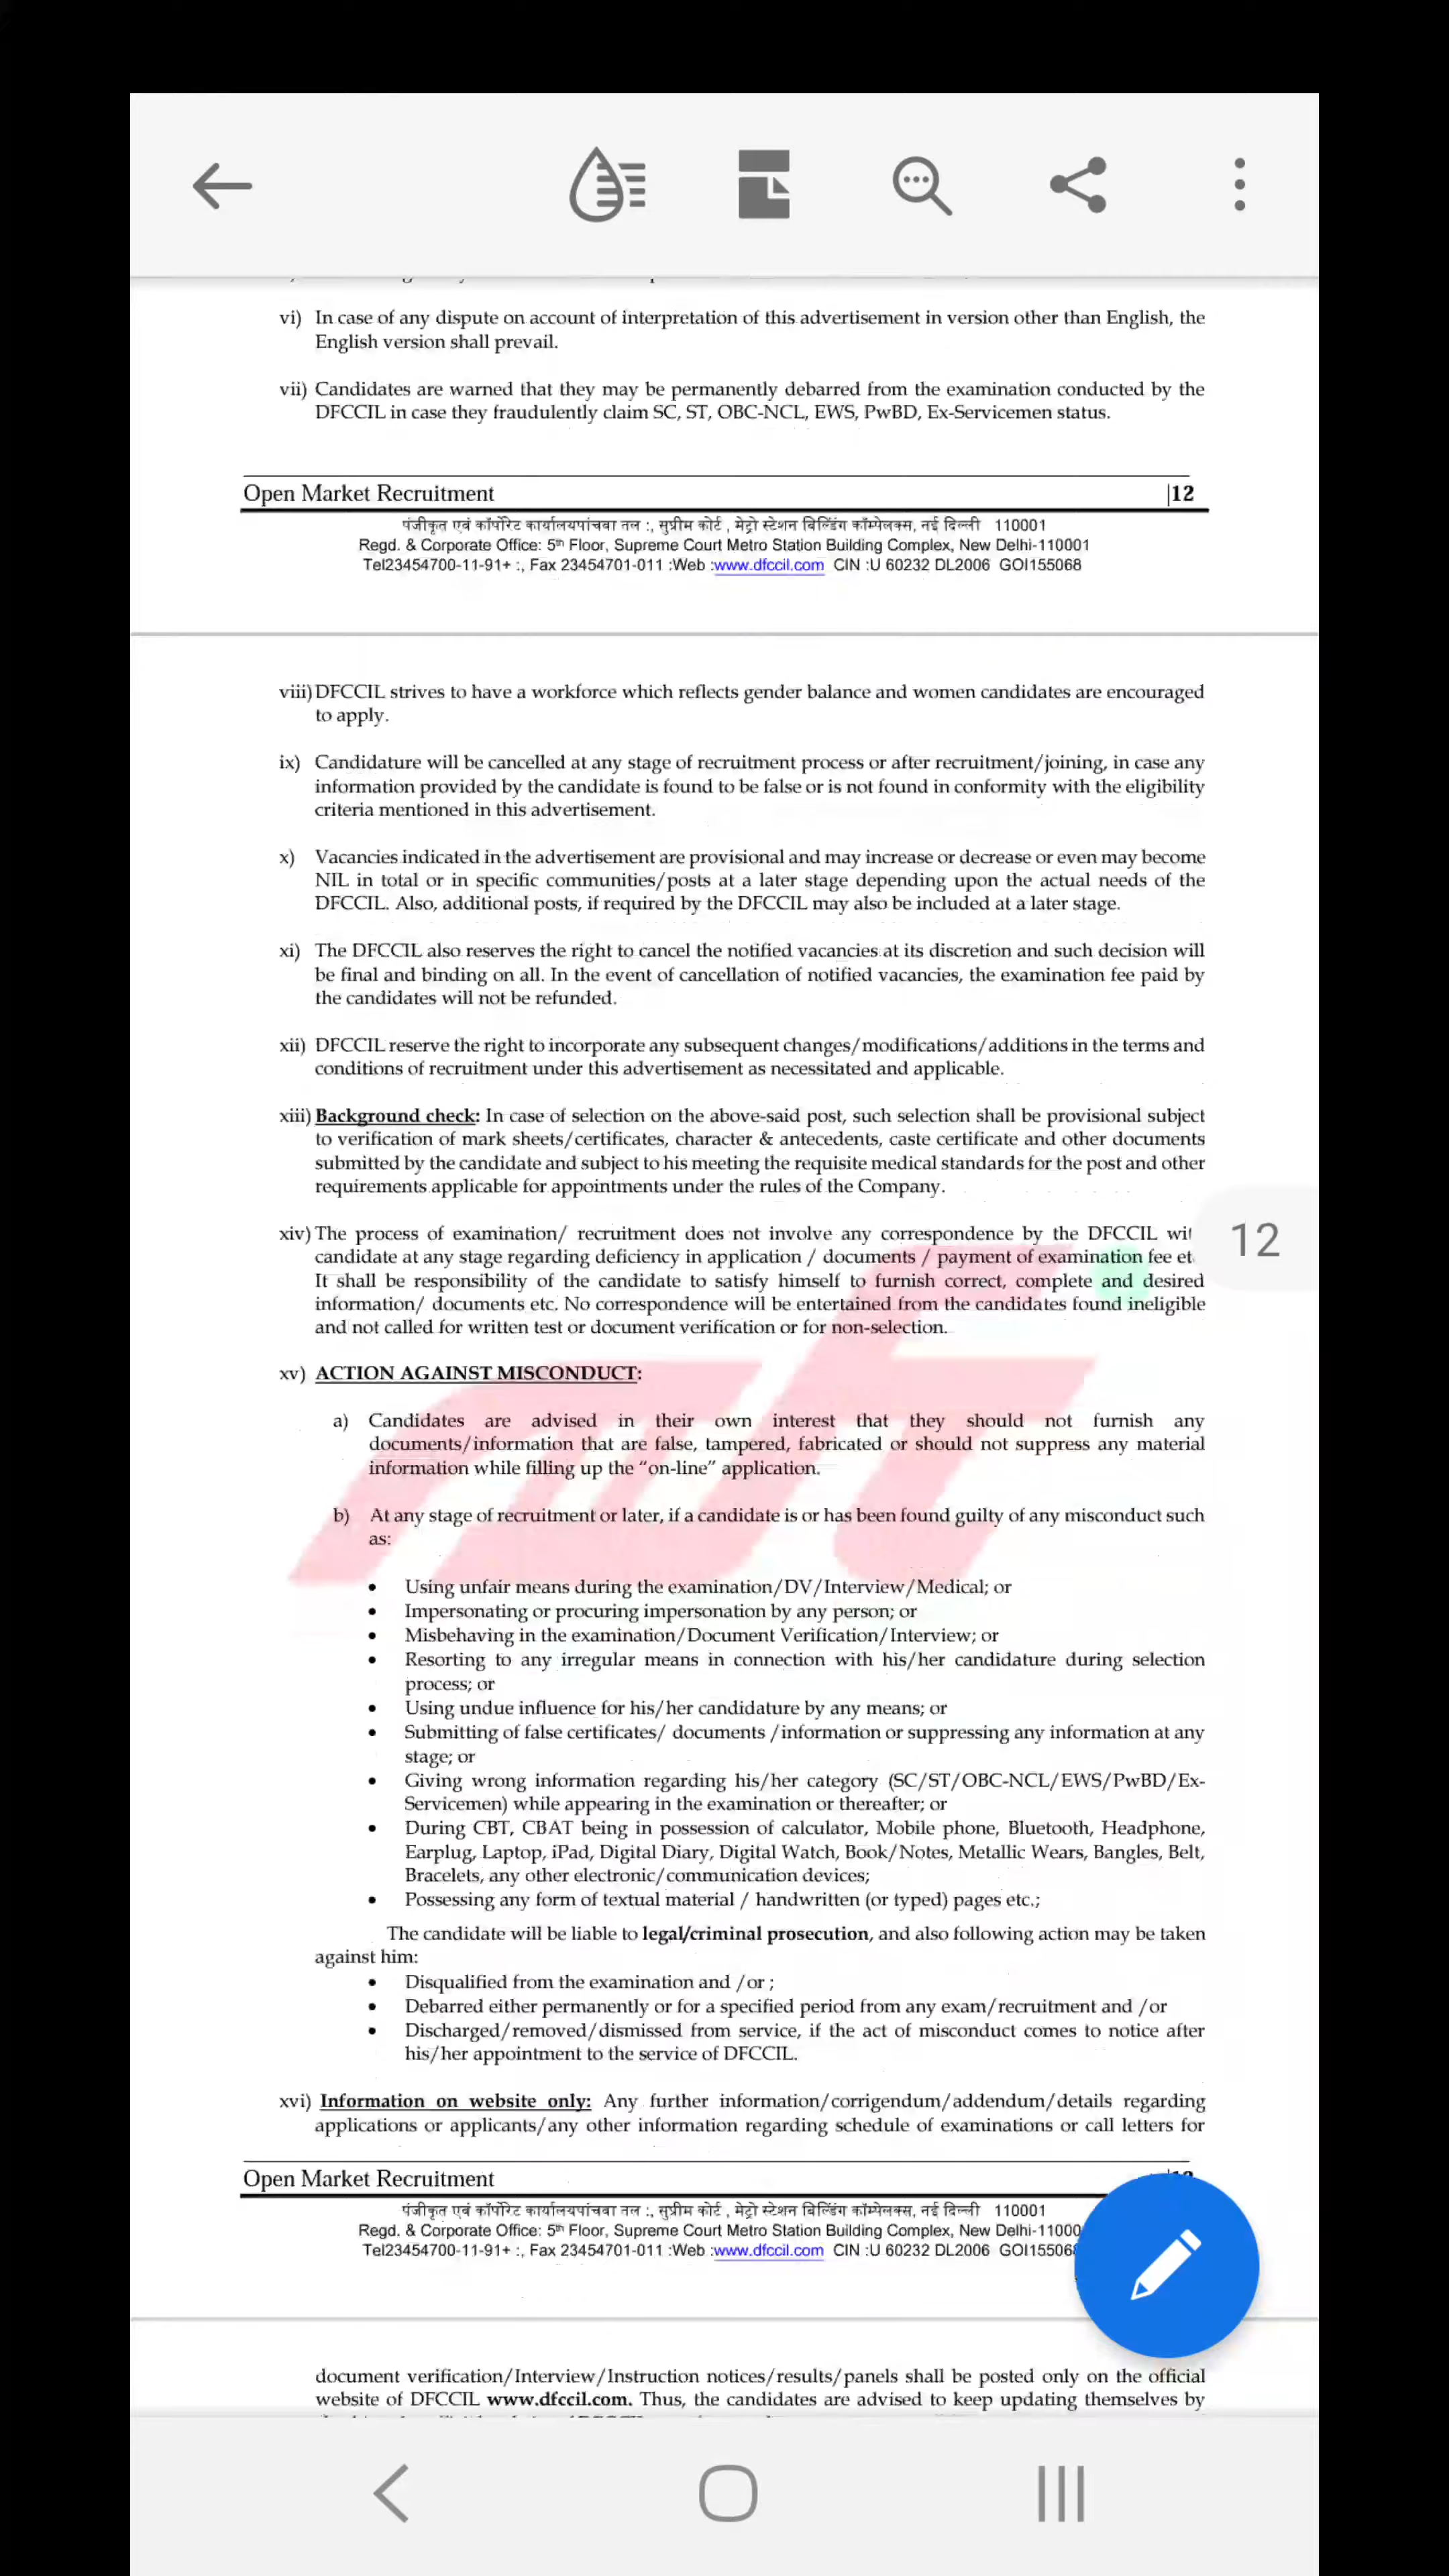 vi) In case of any dispute on account of interpretation of this advertisement in version other than English, the
English version shall prevail.
vii) Candidates are warned that they may be permanently debarred from the examination conducted by the
DFCCIL in case they fraudulently claim SC, ST, OBC-NCL, EWS, PwBD, Ex-Servicemen status.
Open Market Recruitment |12
पंजीकृत एवं कॉर्पोरेट कार्यालयपांचवा तल :, सुप्रीम कोर्ट , मेट्रो स्टेशन बिल्डिंग कॉम्पेलक्स, नई दिल्ली 110001
Regd. & Corporate Office: 5th Floor, Supreme Court Metro Station Building Complex, New Delhi-110001
Tel23454700-11-91+ :, Fax 23454701-011 :Web :www.dfccil.com CIN :U 60232 DL2006 GOI155068
viii) DFCCIL strives to have a workforce which reflects gender balance and women candidates are encouraged
to apply.
ix) Candidature will be cancelled at any stage of recruitment process or after recruitment/joining, in case any
information provided by the candidate is found to be false or is not found in conformity with the eligibility
criteria mentioned in this advertisement.
x) Vacancies indicated in the advertisement are provisional and may increase or decrease or even may become
NIL in total or in specific communities/posts at a later stage depending upon the actual needs of the
DFCCIL. Also, additional posts, if required by the DFCCIL may also be included at a later stage.
xi) The DFCCIL also reserves the right to cancel the notified vacancies at its discretion and such decision will
be final and binding on all. In the event of cancellation of notified vacancies, the examination fee paid by
the candidates will not be refunded.
xii) DFCCIL reserve the right to incorporate any subsequent changes/modifications/additions in the terms and
conditions of recruitment under this advertisement as necessitated and applicable.
xiii) Background check: In case of selection on the above-said post, such selection shall be provisional subject
to verification of mark sheets/certificates, character & antecedents, caste certificate and other documents
submitted by the candidate and subject to his meeting the requisite medical standards for the post and other
requirements applicable for appointments under the rules of the Company.
xiv) The process of examination/ recruitment does not involve any correspondence by the DFCCIL wit
12
candidate at any stage regarding deficiency in application / documents / payment of examination fee et
It shall be responsibility of the candidate to satisfy himself to furnish correct, complete and desired
information/ documents etc. No correspondence will be entertained from the candidates found ineligible
and not called for written test or document verification or for non-selection.
xv) ACTION AGAINST MISCONDUCT:
a) Candidates are advised in their own interest that they should not furnish any
documents/information that are false, tampered, fabricated or should not suppress any material
information while filling up the "on-line" application.
b) At any stage of recruitment or later, if a candidate is or has been found guilty of any misconduct such
as:
• Using unfair means during the examination/DV/Interview/Medical; or
• Impersonating or procuring impersonation by any person; or
• Misbehaving in the examination/Document Verification/Interview; or
• Resorting to any irregular means in connection with his/her candidature during selection
process; or
• Using undue influence for his/her candidature by any means; or
• Submitting of false certificates/ documents /information or suppressing any information at any
stage; or
• Giving wrong information regarding his/her category (SC/ST/OBC-NCL/EWS/PwBD/Ex-
Servicemen) while appearing in the examination or thereafter; or
• During CBT, CBAT being in possession of calculator, Mobile phone, Bluetooth, Headphone,
Earplug, Laptop, iPad, Digital Diary, Digital Watch, Book/Notes, Metallic Wears, Bangles, Belt,
Bracelets, any other electronic/communication devices;
• Possessing any form of textual material / handwritten (or typed) pages etc.;
The candidate will be liable to legal/criminal prosecution, and also following action may be taken
against him:
• Disqualified from the examination and /or ;
• Debarred either permanently or for a specified period from any exam/recruitment and /or
• Discharged/removed/dismissed from service, if the act of misconduct comes to notice after
his/her appointment to the service of DFCCIL.
xvi) Information on website only: Any further information/corrigendum/addendum/details regarding
applications or applicants/any other information regarding schedule of examinations or call letters for
Open Market Recruitment
पंजीकृत एवं कॉर्पोरेट कार्यालयपांचवा तल :, सुप्रीम कोर्ट , मेट्रो स्टेशन बिल्डिंग कॉम्पेलक्स, नई दिल्ली 110001
Regd. & Corporate Office: 5th Floor, Supreme Court Metro Station Building Complex, New Delhi-11000
Tel23454700-11-91+ :, Fax 23454701-011 :Web :www.dfccil.com CIN :U 60232 DL2006 GOI15506
document verification/Interview/Instruction notices/results/panels shall be posted only on the official
website of DFCCIL www.dfccil.com. Thus, the candidates are advised to keep updating themselves by